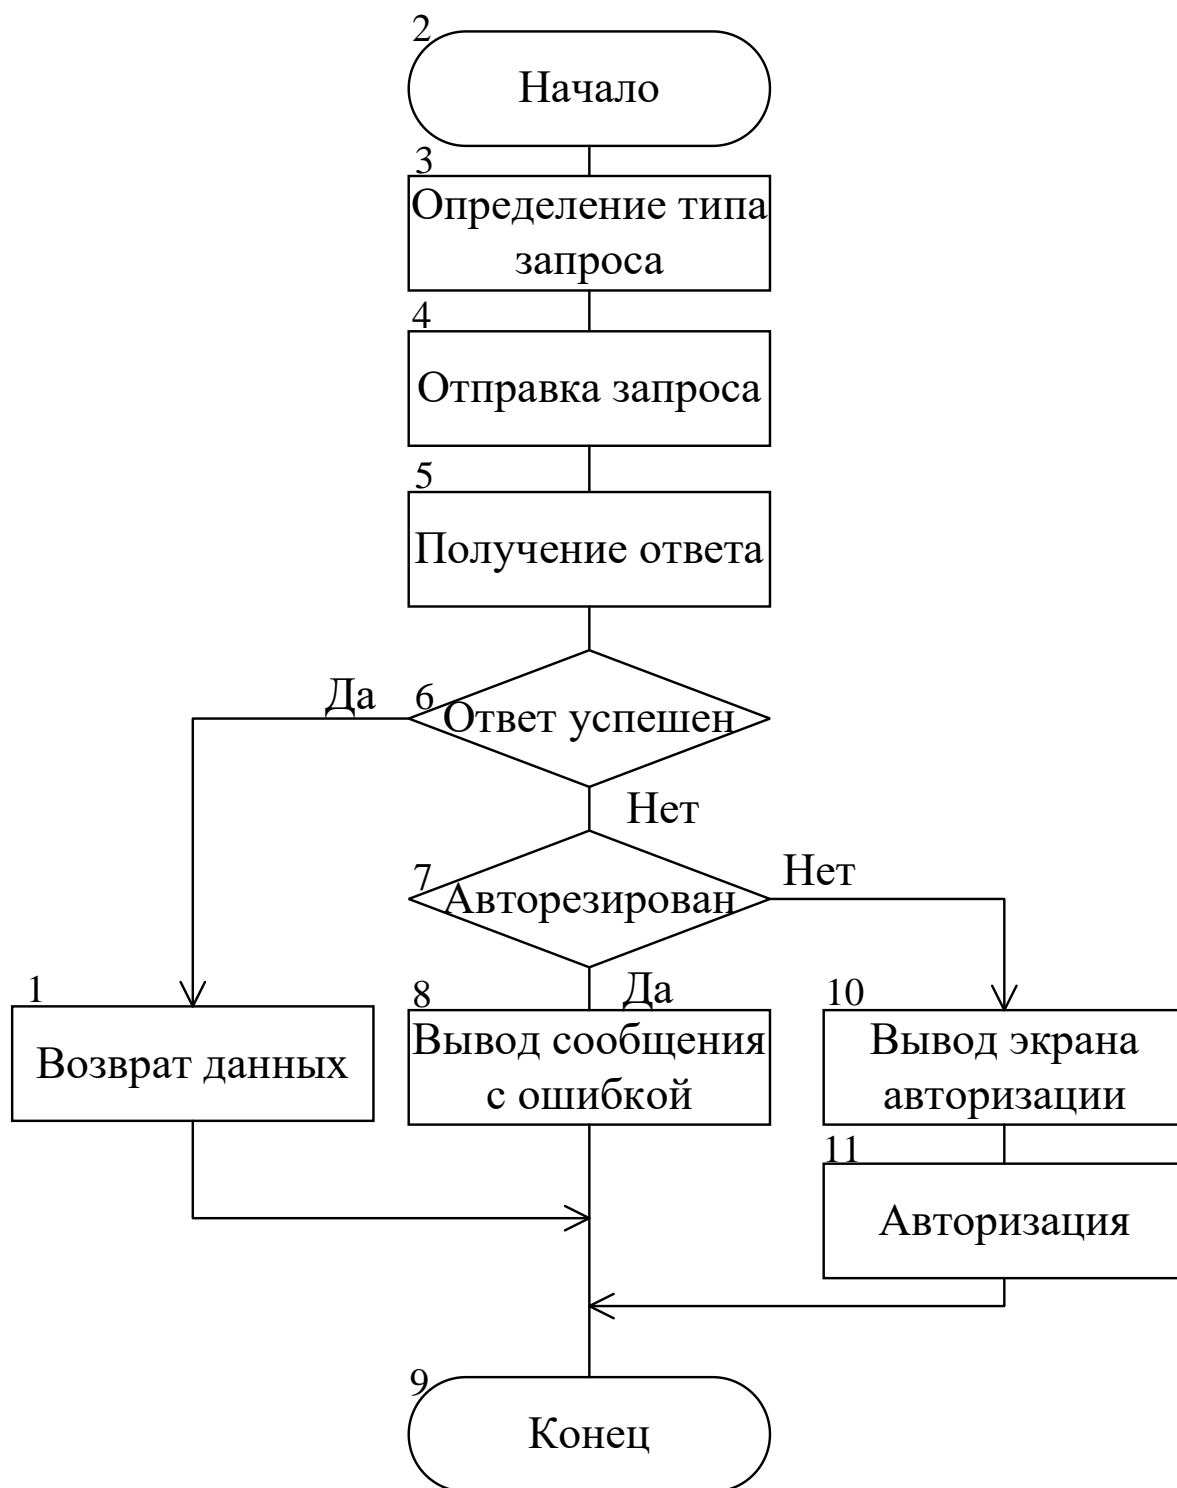 2
Начало
3
Определение типа
запроса
4
Отправка запроса
5
Получение ответа
Да
6
Ответ успешен
Нет
7
Авторезирован
Нет
1
Возврат данных
8
Да
Вывод сообщения
с ошибкой
10
Вывод экрана
авторизации
11
Авторизация
9
Конец